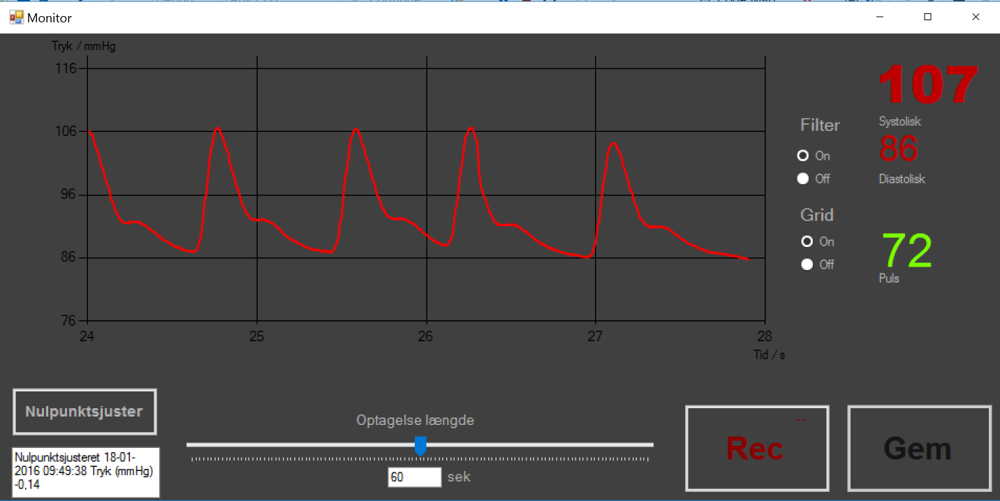 Monitor
Tryk / mmHg
116
106
96
86
76
24 25 26 27 28
Tid / s
107
Systolisk
86
Diastolisk
72
Puls
Filter
On
Off
Grid
On
Off
Nulpunktsjuster
Nulpunktsjusteret 18-01-
2016 09:49:38 Tryk (mmHg)
-0,14
Optagelse længde
60 sek
--
Rec
Gem